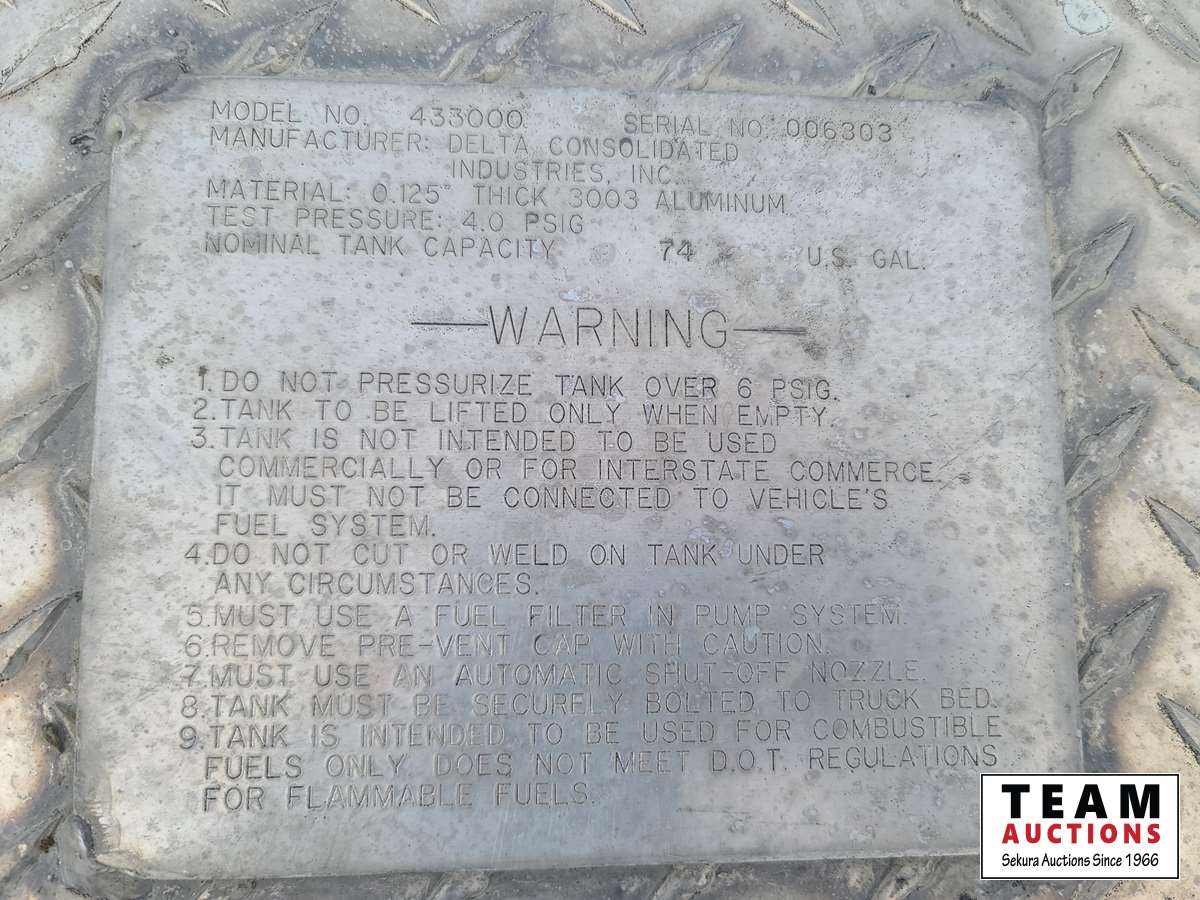 MODEL NO. 433000 SERIAL NO. 006303
MANUFACTURER: DELTA CONSOLIDATED
INDUSTRIES, INC.
MATERIAL: 0.125" THICK 3003 ALUMINUM
TEST PRESSURE: 4.0 PSIG
NOMINAL TANK CAPACITY 74 U.S. GAL.
WARNING
1. DO NOT PRESSURIZE TANK OVER 6 PSIG.
2. TANK TO BE LIFTED ONLY WHEN EMPTY.
3. TANK IS NOT INTENDED TO BE USED
COMMERCIALLY OR FOR INTERSTATE COMMERCE.
IT MUST NOT BE CONNECTED TO VEHICLE'S
FUEL SYSTEM.
4. DO NOT CUT OR WELD ON TANK UNDER
ANY CIRCUMSTANCES.
5. MUST USE A FUEL FILTER IN PUMP SYSTEM.
6. REMOVE PRE-VENT CAP WITH CAUTION.
7. MUST USE AN AUTOMATIC SHUT-OFF NOZZLE.
8. TANK MUST BE SECURELY BOLTED TO TRUCK BED.
9. TANK IS INTENDED TO BE USED FOR COMBUSTIBLE
FUELS ONLY DOES NOT MEET D.O.T. REGULATIONS
FOR FLAMMABLE FUELS.
TEAM
AUCTIONS
Sekura Auctions Since 1966